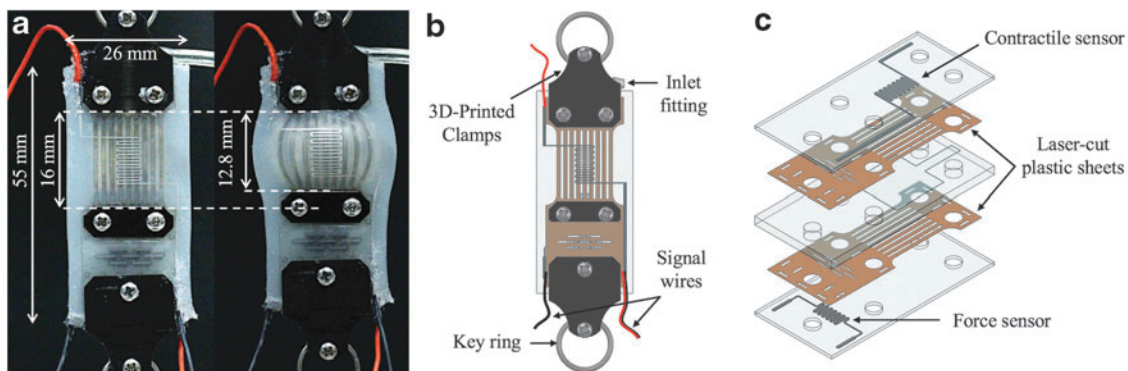 a
26 mm
55 mm
16 mm
12.8 mm
b
3D-Printed
Clamps
Inlet
fitting
Signal
wires
Key ring
c
Contractile sensor
Laser-cut
plastic sheets
Force sensor